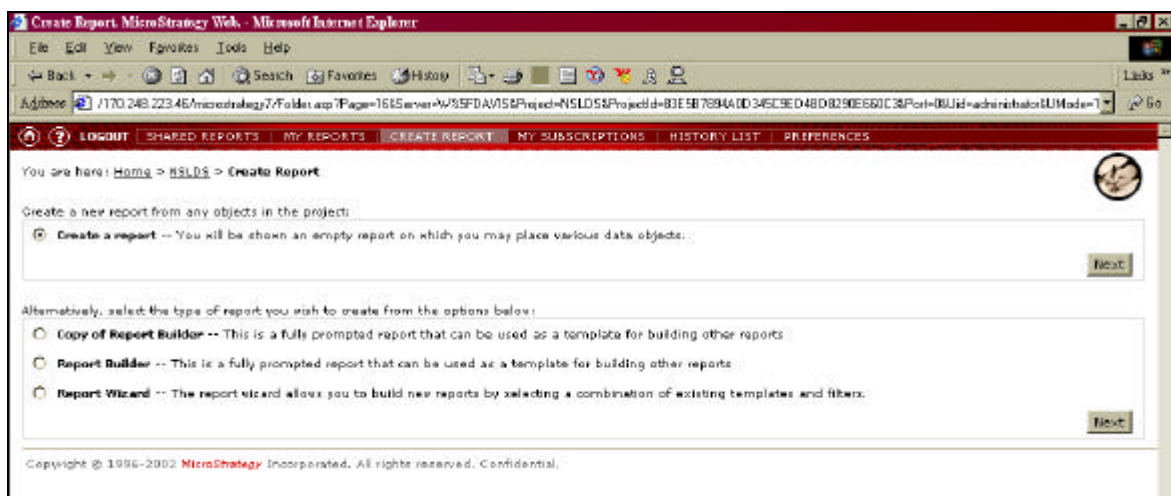 Create Report. MicroStrategy Web. - Microsoft Internet Explorer
File Edit View Favorites Tools Help
Back Search Favorites History Links »
Address Go
LOGOUT | SHARED REPORTS | MY REPORTS | CREATE REPORT | MY SUBSCRIPTIONS | HISTORY LIST | PREFERENCES
You are here: Home > NSLDS > Create Report
Create a new report from any objects in the project:
Create a report -- You will be shown an empty report on which you may place various data objects.
Next
Alternatively, select the type of report you wish to create from the options below:
Copy of Report Builder -- This is a fully prompted report that can be used as a template for building other reports
Report Builder -- This is a fully prompted report that can be used as a template for building other reports
Report Wizard -- The report wizard allows you to build new reports by selecting a combination of existing templates and filters.
Next
Copyright © 1996-2002 MicroStrategy Incorporated. All rights reserved. Confidential.